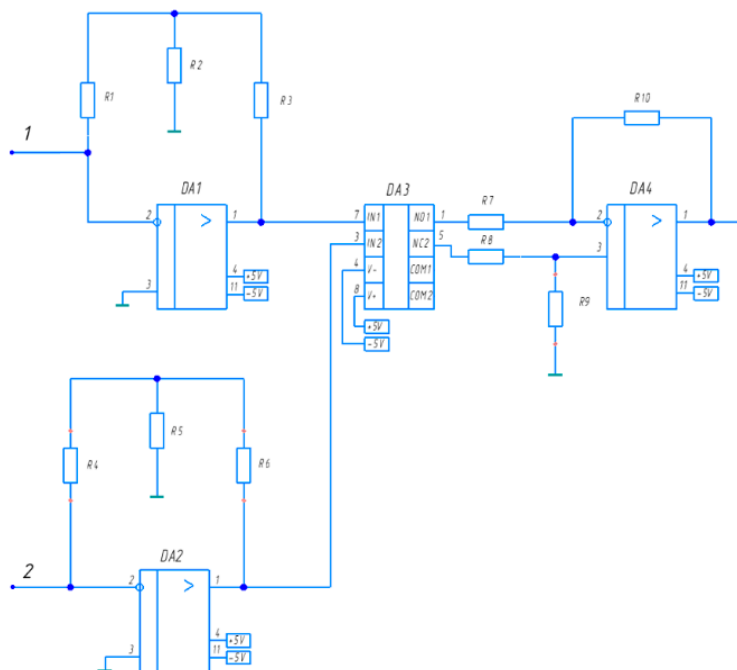 R1
R2
R3
1
DA1
2
>
1
3
4 +5V
11 -5V
DA3
7 IN1 NO1 1
3 IN2 NC2 5
4 V- COM1
8 V+ COM2
+5V
-5V
R7
R8
R9
R10
DA4
2
>
1
3
4 +5V
11 -5V
R4
R5
R6
2
DA2
2
>
1
3
4 +5V
11 -5V